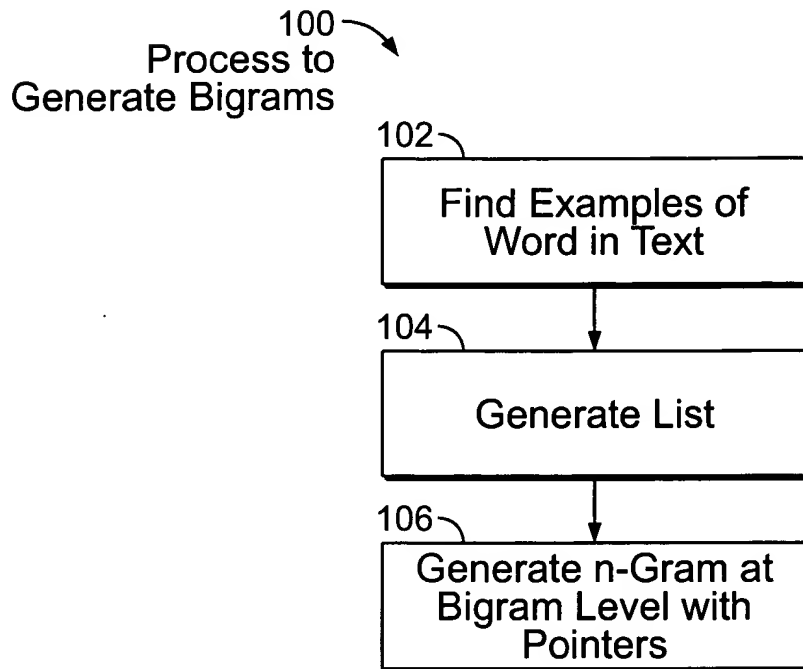 100
Process to
Generate Bigrams
102
Find Examples of
Word in Text
104
Generate List
106
Generate n-Gram at
Bigram Level with
Pointers